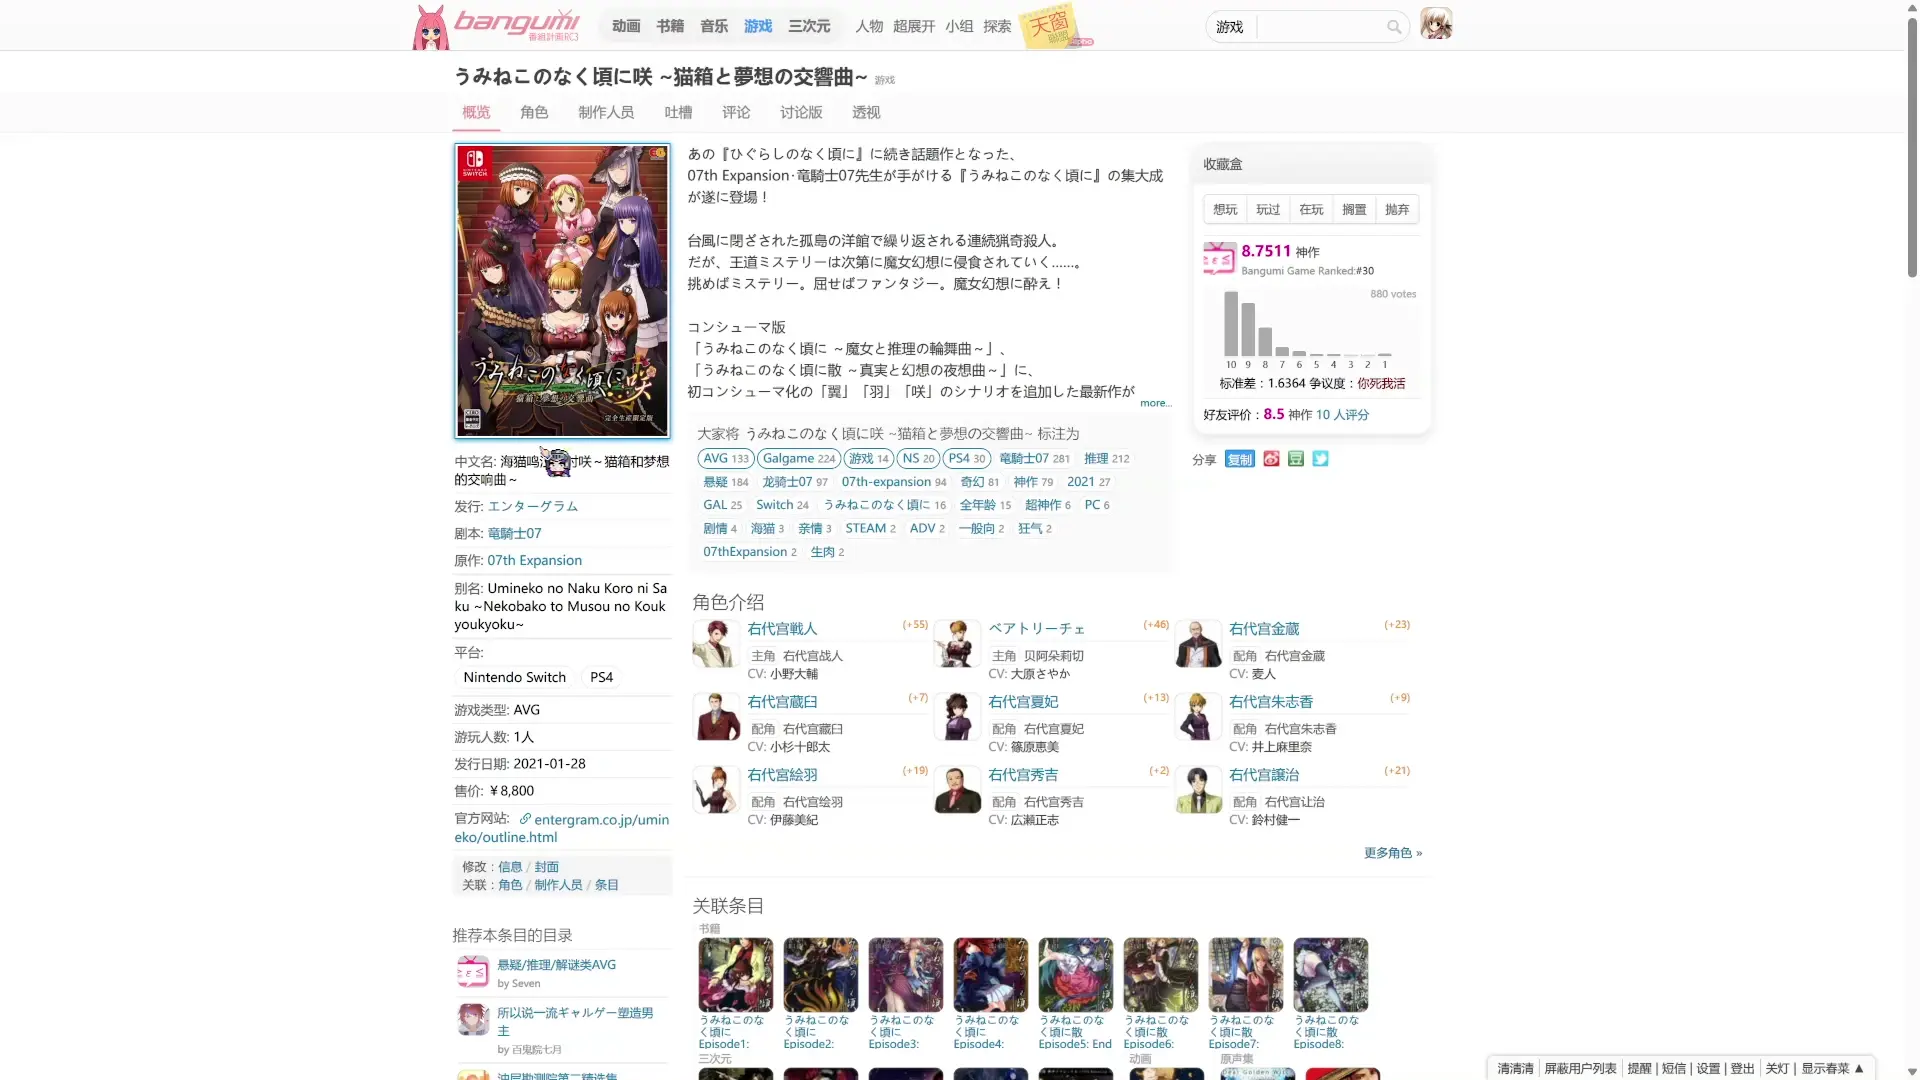 bangumi
番組計画RC3
动画 书籍 音乐 游戏 三次元 人物 超展开 小组 探索 天窗
游戏
うみねこのなく頃に咲 ~猫箱と夢想の交響曲~ 游戏
概览 角色 制作人员 吐槽 评论 讨论版 透视
あの『ひぐらしのなく頃に』に続き話題作となった、
07th Expansion·竜騎士07先生が手がける『うみねこのなく頃に』の集大成
が遂に登場！
台風に閉ざされた孤島の洋館で繰り返される連続猟奇殺人。
だが、王道ミステリーは次第に魔女幻想に侵食されていく……。
挑めばミステリー。屈せばファンタジー。魔女幻想に酔え！
コンシューマ版
「うみねこのなく頃に ～魔女と推理の輪舞曲～」、
「うみねこのなく頃に散 ～真実と幻想の夜想曲～」に、
初コンシューマ化の「翼」「羽」「咲」のシナリオを追加した最新作が
more...
大家将 うみねこのなく頃に咲 ~猫箱と夢想の交響曲~ 标注为
AVG 133 Galgame 224 游戏 14 NS 20 PS4 30 竜騎士07 281 推理 212
悬疑 184 龙骑士07 97 07th-expansion 94 奇幻 81 神作 79 2021 27
GAL 25 Switch 24 うみねこのなく頃に 16 全年龄 15 超神作 6 PC 6
剧情 4 海猫 3 亲情 3 STEAM 2 ADV 2 一般向 2 狂气 2
07thExpansion 2 生肉 2
NINTENDO SWITCH
うみねこのなく頃に咲
猫箱と夢想の交響曲
完全生産限定版
中文名: 海猫鸣 时咲～猫箱和梦想
的交响曲～
发行: エンターグラム
剧本: 竜騎士07
原作: 07th Expansion
别名: Umineko no Naku Koro ni Sa
ku ~Nekobako to Musou no Kouk
youkyoku~
平台:
Nintendo Switch PS4
游戏类型: AVG
游玩人数: 1人
发行日期: 2021-01-28
售价: ￥8,800
官方网站: entergram.co.jp/umin
eko/outline.html
修改：信息 / 封面
关联：角色 / 制作人员 / 条目
推荐本条目的目录
悬疑/推理/解谜类AVG
by Seven
所以说一流ギャルゲー塑造男
主
by 百鬼院七月
收藏盒
想玩 玩过 在玩 搁置 抛弃
8.7511 神作
Bangumi Game Ranked:#30
880 votes
10 9 8 7 6 5 4 3 2 1
标准差：1.6364 争议度：你死我活
好友评价：8.5 神作 10 人评分
分享 复制
角色介绍
右代宮戦人 (+55)
主角 右代宫战人
CV: 小野大輔
ベアトリーチェ (+46)
主角 贝阿朵莉切
CV: 大原さやか
右代宮金蔵 (+23)
配角 右代宫金藏
CV: 麦人
右代宮蔵臼 (+7)
配角 右代宫藏臼
CV: 小杉十郎太
右代宮夏妃 (+13)
配角 右代宫夏妃
CV: 篠原恵美
右代宮朱志香 (+9)
配角 右代宫朱志香
CV: 井上麻里奈
右代宮絵羽 (+19)
配角 右代宫绘羽
CV: 伊藤美紀
右代宮秀吉 (+2)
配角 右代宫秀吉
CV: 広瀬正志
右代宮譲治 (+21)
配角 右代宫让治
CV: 鈴村健一
更多角色 »
关联条目
书籍
うみねこのなく頃に Episode1:
うみねこのなく頃に Episode2:
うみねこのなく頃に Episode3:
うみねこのなく頃に Episode4:
うみねこのなく頃に散 Episode5: End
うみねこのなく頃に散 Episode6:
うみねこのなく頃に散 Episode7:
うみねこのなく頃に散 Episode8:
三次元 动画 原声集
清清清 | 屏蔽用户列表 | 提醒 | 短信 | 设置 | 登出 | 关灯 | 显示春菜 ▲